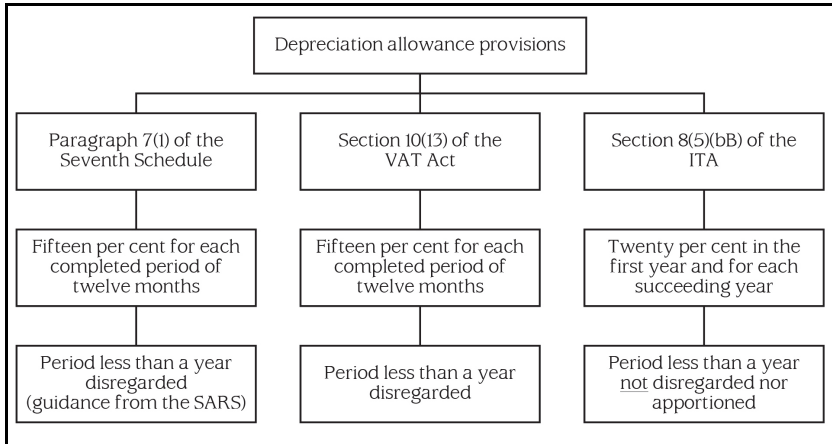 Depreciation allowance provisions
Paragraph 7(1) of the
Seventh Schedule
Fifteen per cent for each
completed period of
twelve months
Period less than a year
disregarded
(guidance from the SARS)
Section 10(13) of the
VAT Act
Fifteen per cent for each
completed period of
twelve months
Period less than a year
disregarded
Section 8(5)(bB) of the
ITA
Twenty per cent in the
first year and for each
succeeding year
Period less than a year
not disregarded nor
apportioned